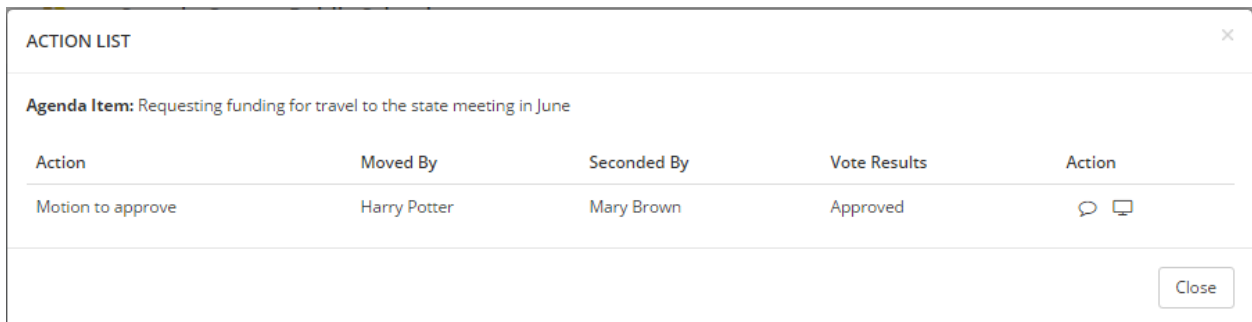 ACTION LIST
×
Agenda Item: Requesting funding for travel to the state meeting in June
Action Moved By Seconded By Vote Results Action
Motion to approve Harry Potter Mary Brown Approved
Close